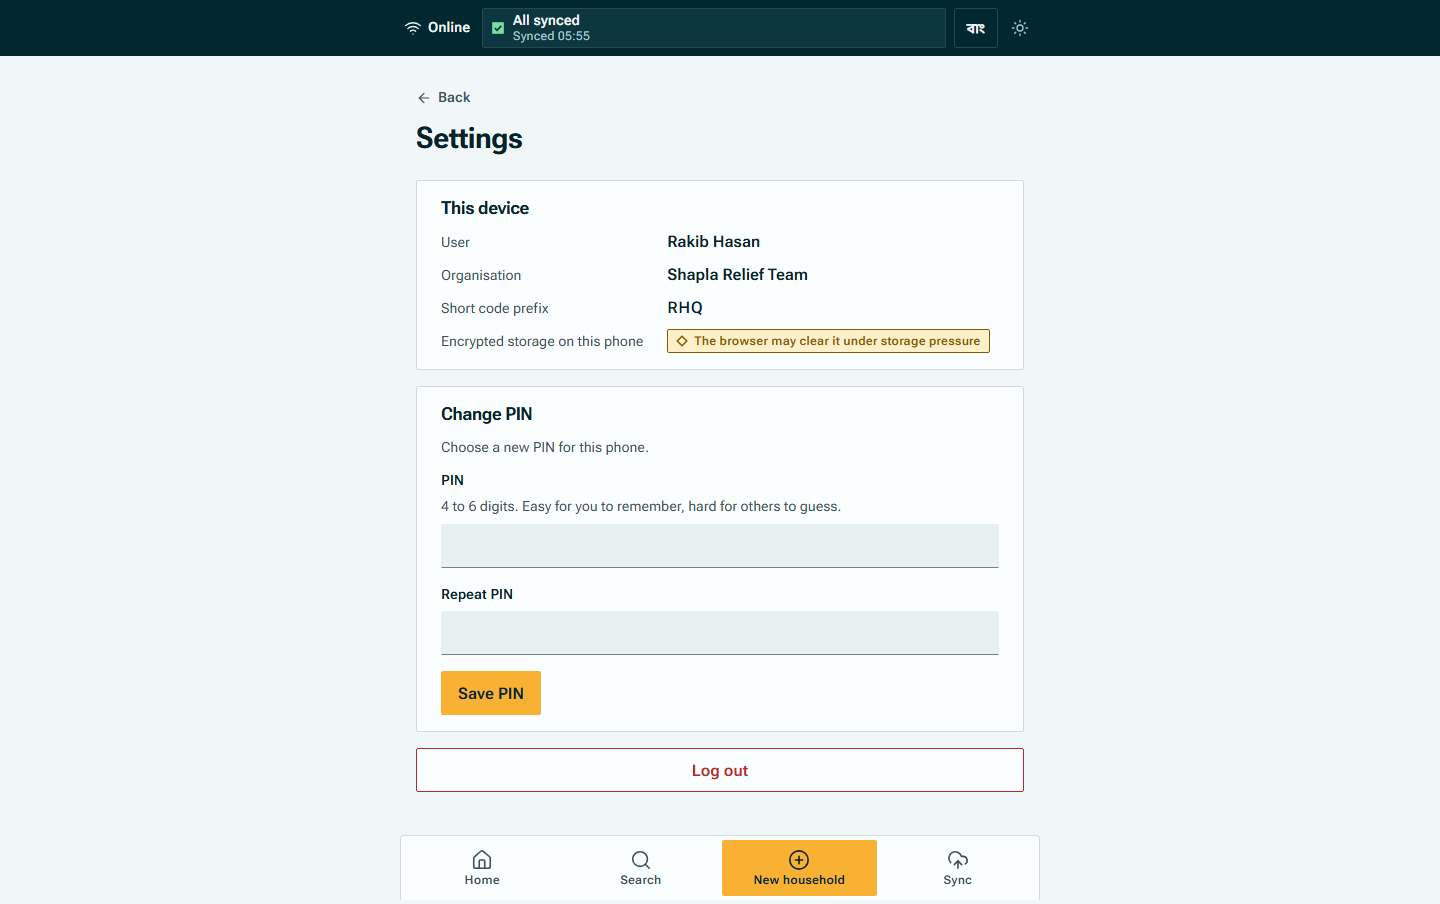 Online
All synced
Synced 05:55
বাং
Back
Settings
This device
User
Rakib Hasan
Organisation
Shapla Relief Team
Short code prefix
RHQ
Encrypted storage on this phone
The browser may clear it under storage pressure
Change PIN
Choose a new PIN for this phone.
PIN
4 to 6 digits. Easy for you to remember, hard for others to guess.
Repeat PIN
Save PIN
Log out
Home
Search
New household
Sync